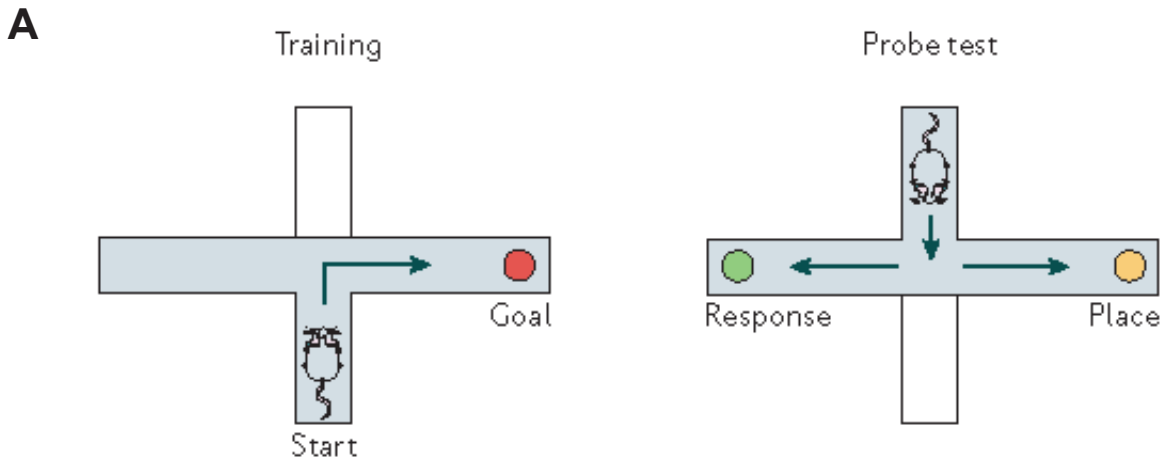 A
Training
Probe test
Goal
Response
Place
Start